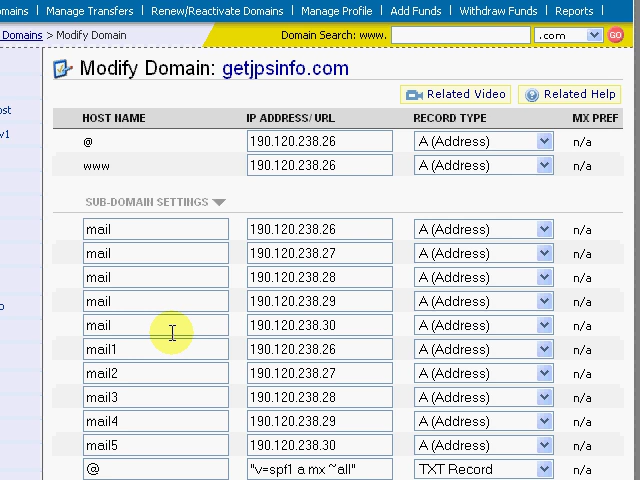 omains | Manage Transfers | Renew/Reactivate Domains | Manage Profile | Add Funds | Withdraw Funds | Reports |
Domains > Modify Domain
Domain Search: www. .com GO
Modify Domain: getjpsinfo.com
Related Video Related Help
ost
v1
o
HOST NAME IP ADDRESS/ URL RECORD TYPE MX PREF
@ 190.120.238.26 A (Address) n/a
www 190.120.238.26 A (Address) n/a
SUB-DOMAIN SETTINGS
mail 190.120.238.26 A (Address) n/a
mail 190.120.238.27 A (Address) n/a
mail 190.120.238.28 A (Address) n/a
mail 190.120.238.29 A (Address) n/a
mail 190.120.238.30 A (Address) n/a
mail1 190.120.238.26 A (Address) n/a
mail2 190.120.238.27 A (Address) n/a
mail3 190.120.238.28 A (Address) n/a
mail4 190.120.238.29 A (Address) n/a
mail5 190.120.238.30 A (Address) n/a
@ "v=spf1 a mx ~all" TXT Record n/a